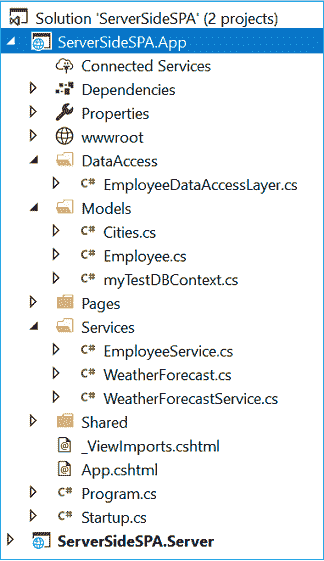 Solution 'ServerSideSPA' (2 projects)
ServerSideSPA.App
Connected Services
Dependencies
Properties
wwwroot
DataAccess
C# EmployeeDataAccessLayer.cs
Models
C# Cities.cs
C# Employee.cs
C# myTestDBContext.cs
Pages
Services
C# EmployeeService.cs
C# WeatherForecast.cs
C# WeatherForecastService.cs
Shared
_ViewImports.cshtml
App.cshtml
C# Program.cs
C# Startup.cs
ServerSideSPA.Server